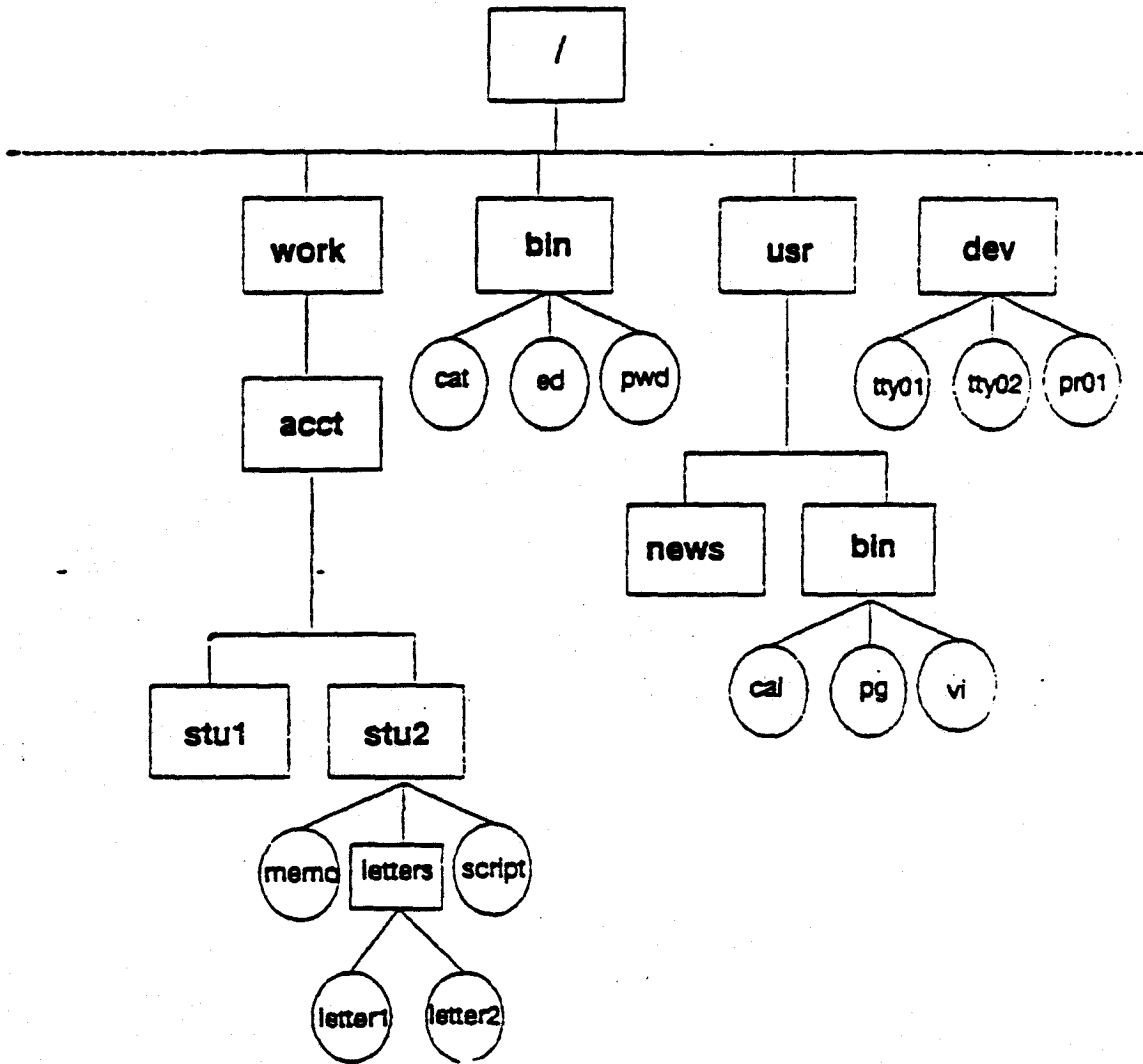 /
work bin usr dev
cat ed pwd tty01 tty02 pr01
acct
news bin
cal pg vi
stu1 stu2
memo letters script
letter1 letter2